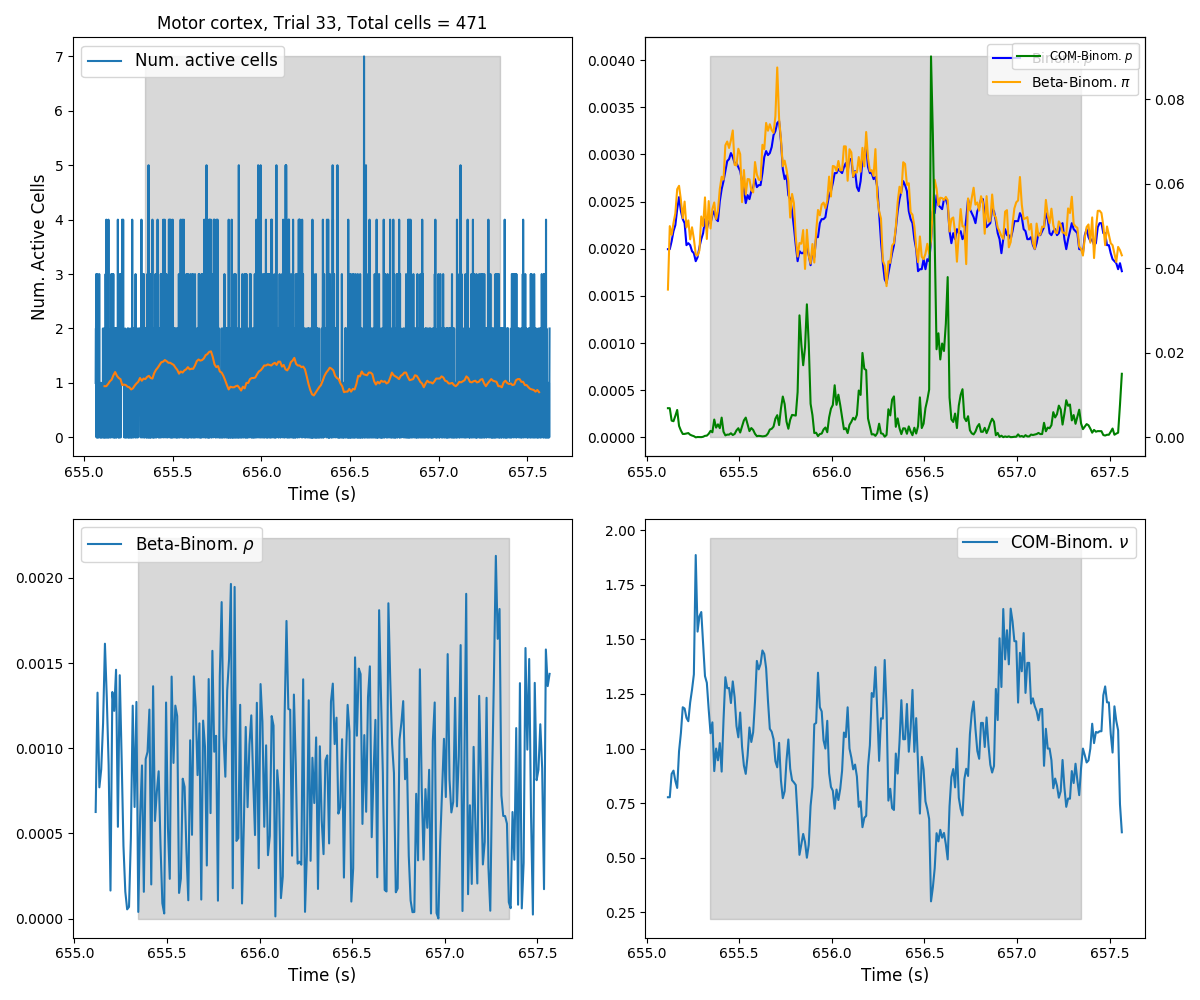 Motor cortex, Trial 33, Total cells = 471
Num. active cells
Num. Active Cells
7
6
5
4
3
2
1
0
655.0 655.5 656.0 656.5 657.0 657.5
Time (s)
COM-Binom. p
Beta-Binom. π
0.0040
0.0035
0.0030
0.0025
0.0020
0.0015
0.0010
0.0005
0.0000
0.08
0.06
0.04
0.02
0.00
655.0 655.5 656.0 656.5 657.0 657.5
Time (s)
Beta-Binom. ρ
0.0020
0.0015
0.0010
0.0005
0.0000
655.0 655.5 656.0 656.5 657.0 657.5
Time (s)
COM-Binom. ν
2.00
1.75
1.50
1.25
1.00
0.75
0.50
0.25
655.0 655.5 656.0 656.5 657.0 657.5
Time (s)